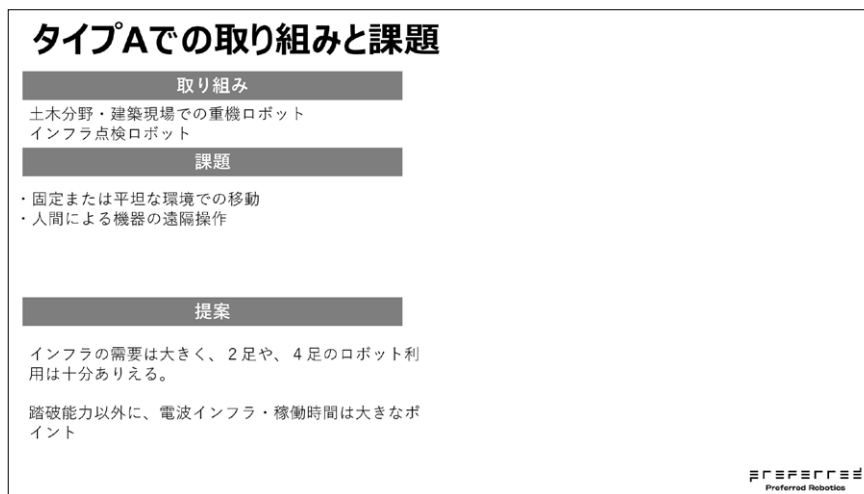 タイプAでの取り組みと課題
取り組み
土木分野・建築現場での重機ロボット
インフラ点検ロボット
課題
・固定または平坦な環境での移動
・人間による機器の遠隔操作
提案
インフラの需要は大きく、２足や、４足のロボット利
用は十分ありえる。
踏破能力以外に、電波インフラ・稼働時間は大きなポ
イント
Preferred
Preferred Robotics